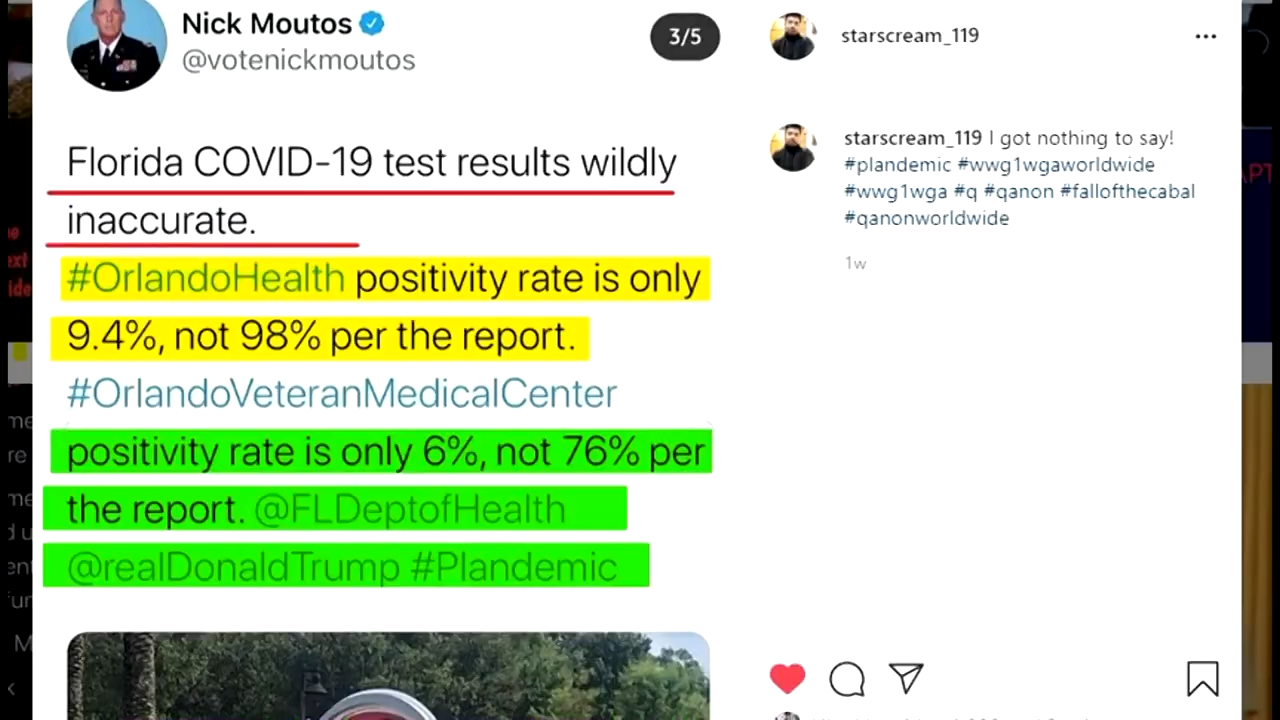 Nick Moutos
@votenickmoutos
3/5
Florida COVID-19 test results wildly
inaccurate.
#OrlandoHealth positivity rate is only
9.4%, not 98% per the report.
#OrlandoVeteranMedicalCenter
positivity rate is only 6%, not 76% per
the report. @FLDeptofHealth
@realDonaldTrump #Plandemic
starscream_119
starscream_119 I got nothing to say!
#plandemic #wwg1wgaworldwide
#wwg1wga #q #qanon #fallofthecabal
#qanonworldwide
1w